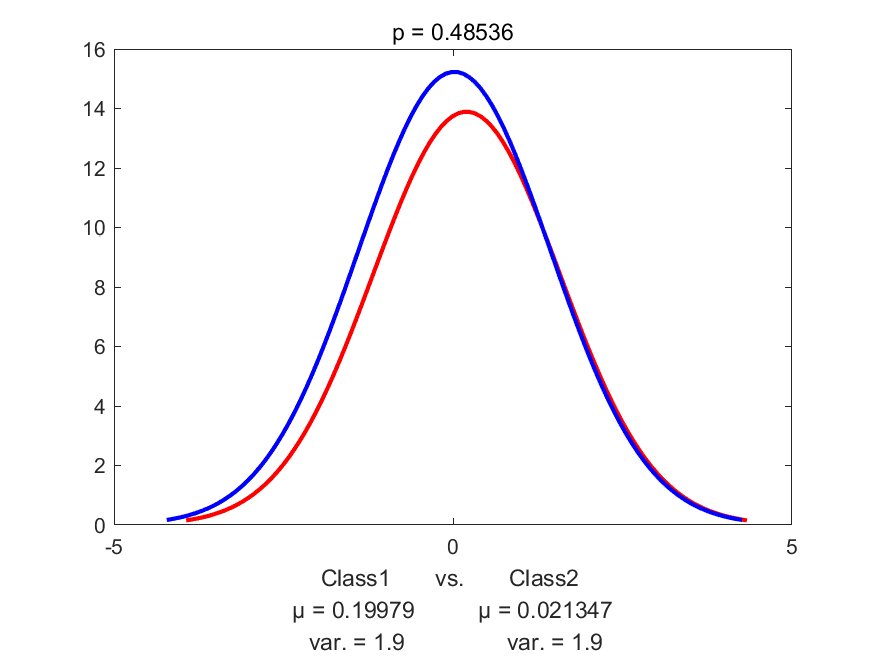 p = 0.48536
16
14
12
10
8
6
4
2
0
-5 0 5
Class1 vs. Class2
μ = 0.19979 μ = 0.021347
var. = 1.9 var. = 1.9